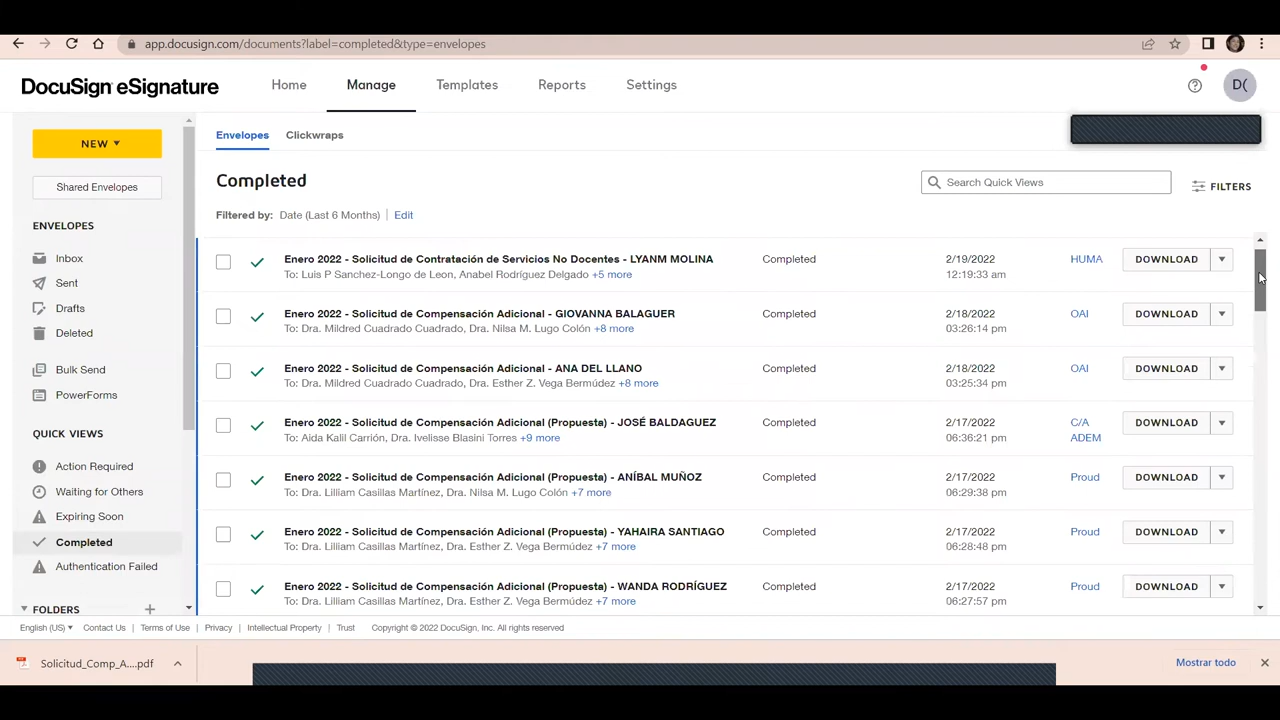 app.docusign.com/documents?label=completed&type=envelopes
DocuSign eSignature
Home Manage Templates Reports Settings
D(
NEW
Shared Envelopes
ENVELOPES
Inbox
Sent
Drafts
Deleted
Bulk Send
PowerForms
QUICK VIEWS
Action Required
Waiting for Others
Expiring Soon
Completed
Authentication Failed
FOLDERS
Envelopes Clickwraps
Completed
Search Quick Views
FILTERS
Filtered by: Date (Last 6 Months) | Edit
Enero 2022 - Solicitud de Contratación de Servicios No Docentes - LYANM MOLINA Completed 2/19/2022 HUMA DOWNLOAD
To: Luis P Sanchez-Longo de Leon, Anabel Rodríguez Delgado +5 more 12:19:33 am
Enero 2022 - Solicitud de Compensación Adicional - GIOVANNA BALAGUER Completed 2/18/2022 OAI DOWNLOAD
To: Dra. Mildred Cuadrado Cuadrado, Dra. Nilsa M. Lugo Colón +8 more 03:26:14 pm
Enero 2022 - Solicitud de Compensación Adicional - ANA DEL LLANO Completed 2/18/2022 OAI DOWNLOAD
To: Dra. Mildred Cuadrado Cuadrado, Dra. Esther Z. Vega Bermúdez +8 more 03:25:34 pm
Enero 2022 - Solicitud de Compensación Adicional (Propuesta) - JOSÉ BALDAGUEZ Completed 2/17/2022 C/A DOWNLOAD
To: Aida Kalil Carrión, Dra. Ivelisse Blasini Torres +9 more 06:36:21 pm ADEM
Enero 2022 - Solicitud de Compensación Adicional (Propuesta) - ANÍBAL MUÑOZ Completed 2/17/2022 Proud DOWNLOAD
To: Dra. Liliam Casillas Martínez, Dra. Nilsa M. Lugo Colón +7 more 06:29:38 pm
Enero 2022 - Solicitud de Compensación Adicional (Propuesta) - YAHAIRA SANTIAGO Completed 2/17/2022 Proud DOWNLOAD
To: Dra. Liliam Casillas Martínez, Dra. Esther Z. Vega Bermúdez +7 more 06:28:48 pm
Enero 2022 - Solicitud de Compensación Adicional (Propuesta) - WANDA RODRÍGUEZ Completed 2/17/2022 Proud DOWNLOAD
To: Dra. Liliam Casillas Martínez, Dra. Esther Z. Vega Bermúdez +7 more 06:27:57 pm
English (US) Contact Us | Terms of Use | Privacy | Intellectual Property | Trust Copyright © 2022 DocuSign, Inc. All rights reserved
Solicitud_Comp_A....pdf Mostrar todo